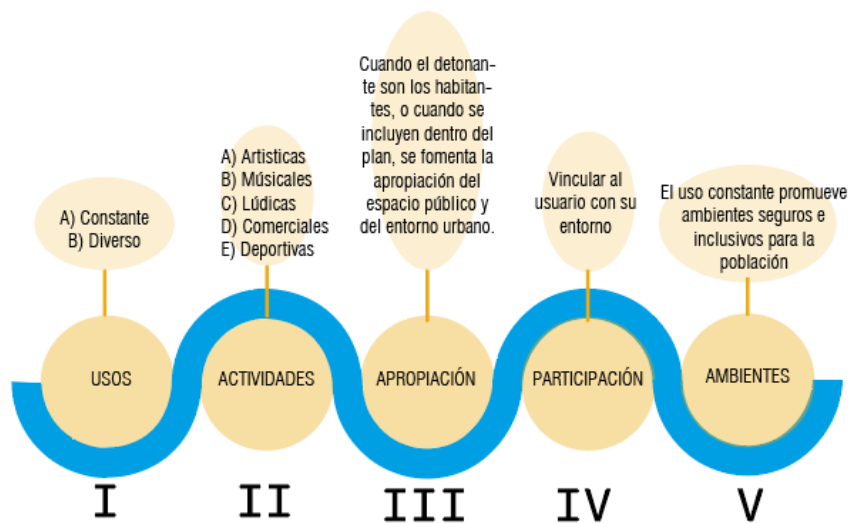 A) Constante
B) Diverso
A) Artisticas
B) Músicales
C) Lúdicas
D) Comerciales
E) Deportivas
Cuando el detonan-
te son los habitan-
tes, o cuando se
incluyen dentro del
plan, se fomenta la
apropiación del
espacio público y
del entorno urbano.
Vincular al
usuario con su
entorno
El uso constante promueve
ambientes seguros e
inclusivos para la
población
USOS
ACTIVIDADES
APROPIACIÓN
PARTICIPACIÓN
AMBIENTES
I
II
III
IV
V